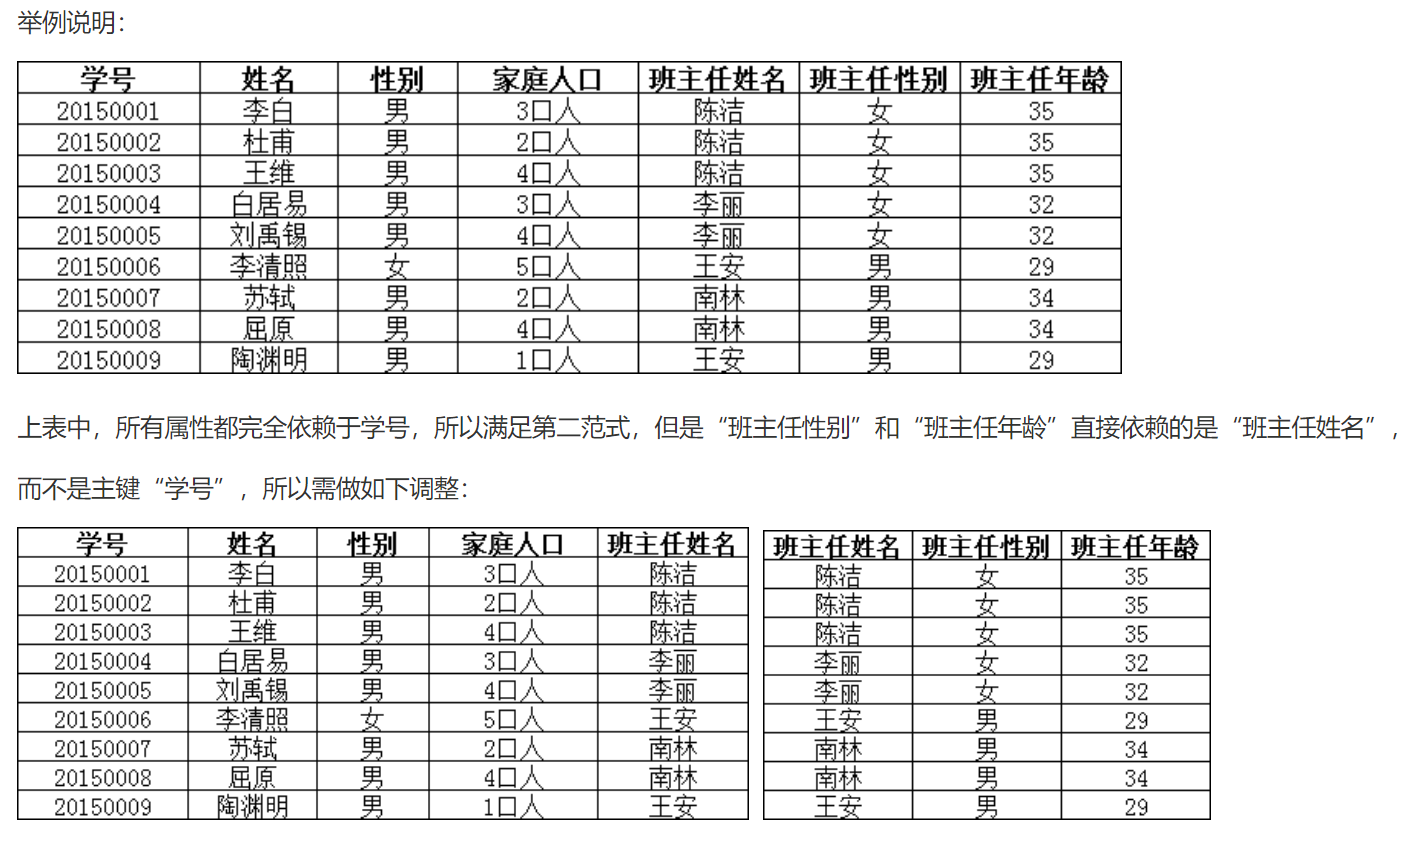 举例说明：
学号 姓名 性别 家庭人口 班主任姓名 班主任性别 班主任年龄
20150001 李白 男 3口人 陈洁 女 35
20150002 杜甫 男 2口人 陈洁 女 35
20150003 王维 男 4口人 陈洁 女 35
20150004 白居易 男 3口人 李丽 女 32
20150005 刘禹锡 男 4口人 李丽 女 32
20150006 李清照 女 5口人 王安 男 29
20150007 苏轼 男 2口人 南林 男 34
20150008 屈原 男 4口人 南林 男 34
20150009 陶渊明 男 1口人 王安 男 29
上表中，所有属性都完全依赖于学号，所以满足第二范式，但是“班主任性别”和“班主任年龄”直接依赖的是“班主任姓名”，
而不是主键“学号”，所以需做如下调整：
学号 姓名 性别 家庭人口 班主任姓名
20150001 李白 男 3口人 陈洁
20150002 杜甫 男 2口人 陈洁
20150003 王维 男 4口人 陈洁
20150004 白居易 男 3口人 李丽
20150005 刘禹锡 男 4口人 李丽
20150006 李清照 女 5口人 王安
20150007 苏轼 男 2口人 南林
20150008 屈原 男 4口人 南林
20150009 陶渊明 男 1口人 王安
班主任姓名 班主任性别 班主任年龄
陈洁 女 35
陈洁 女 35
陈洁 女 35
李丽 女 32
李丽 女 32
王安 男 29
南林 男 34
南林 男 34
王安 男 29